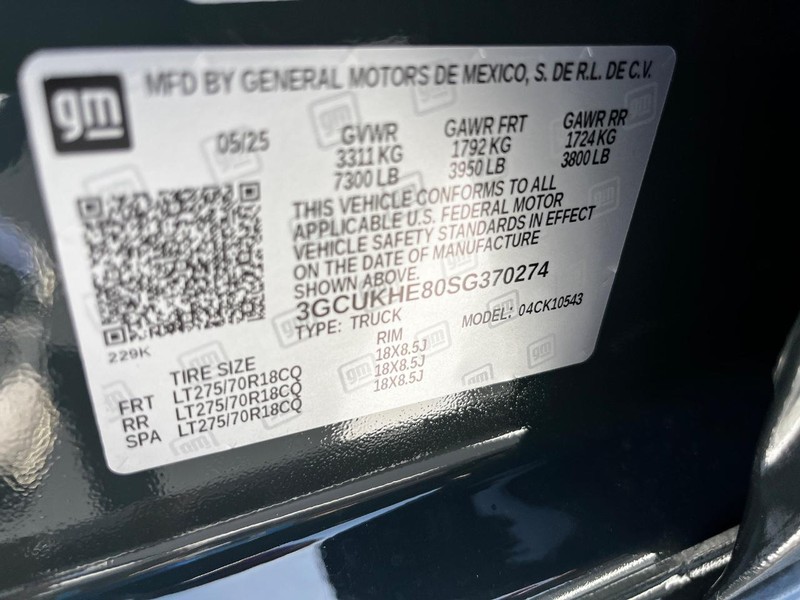 gm
MFD BY GENERAL MOTORS DE MEXICO, S. DE R.L. DE C.V.
05/25
GVWR
3311 KG
7300 LB
GAWR FRT
1792 KG
3950 LB
GAWR RR
1724 KG
3800 LB
THIS VEHICLE CONFORMS TO ALL
APPLICABLE U.S. FEDERAL MOTOR
VEHICLE SAFETY STANDARDS IN EFFECT
ON THE DATE OF MANUFACTURE
SHOWN ABOVE.
3GCUKHE80SG370274
TYPE: TRUCK
MODEL: 04CK10543
229K
TIRE SIZE
RIM
FRT LT275/70R18CQ 18X8.5J
RR LT275/70R18CQ 18X8.5J
SPA LT275/70R18CQ 18X8.5J